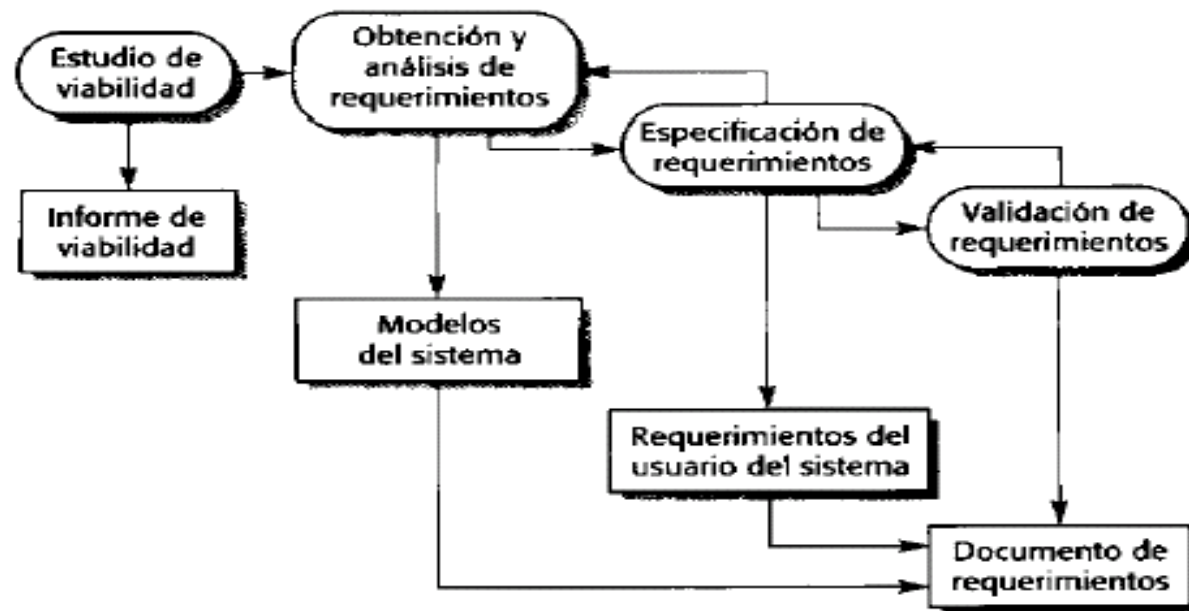 Estudio de
viabilidad
Obtención y
análisis de
requerimientos
Especificación de
requerimientos
Validación de
requerimientos
Informe de
viabilidad
Modelos
del sistema
Requerimientos del
usuario del sistema
Documento de
requerimientos